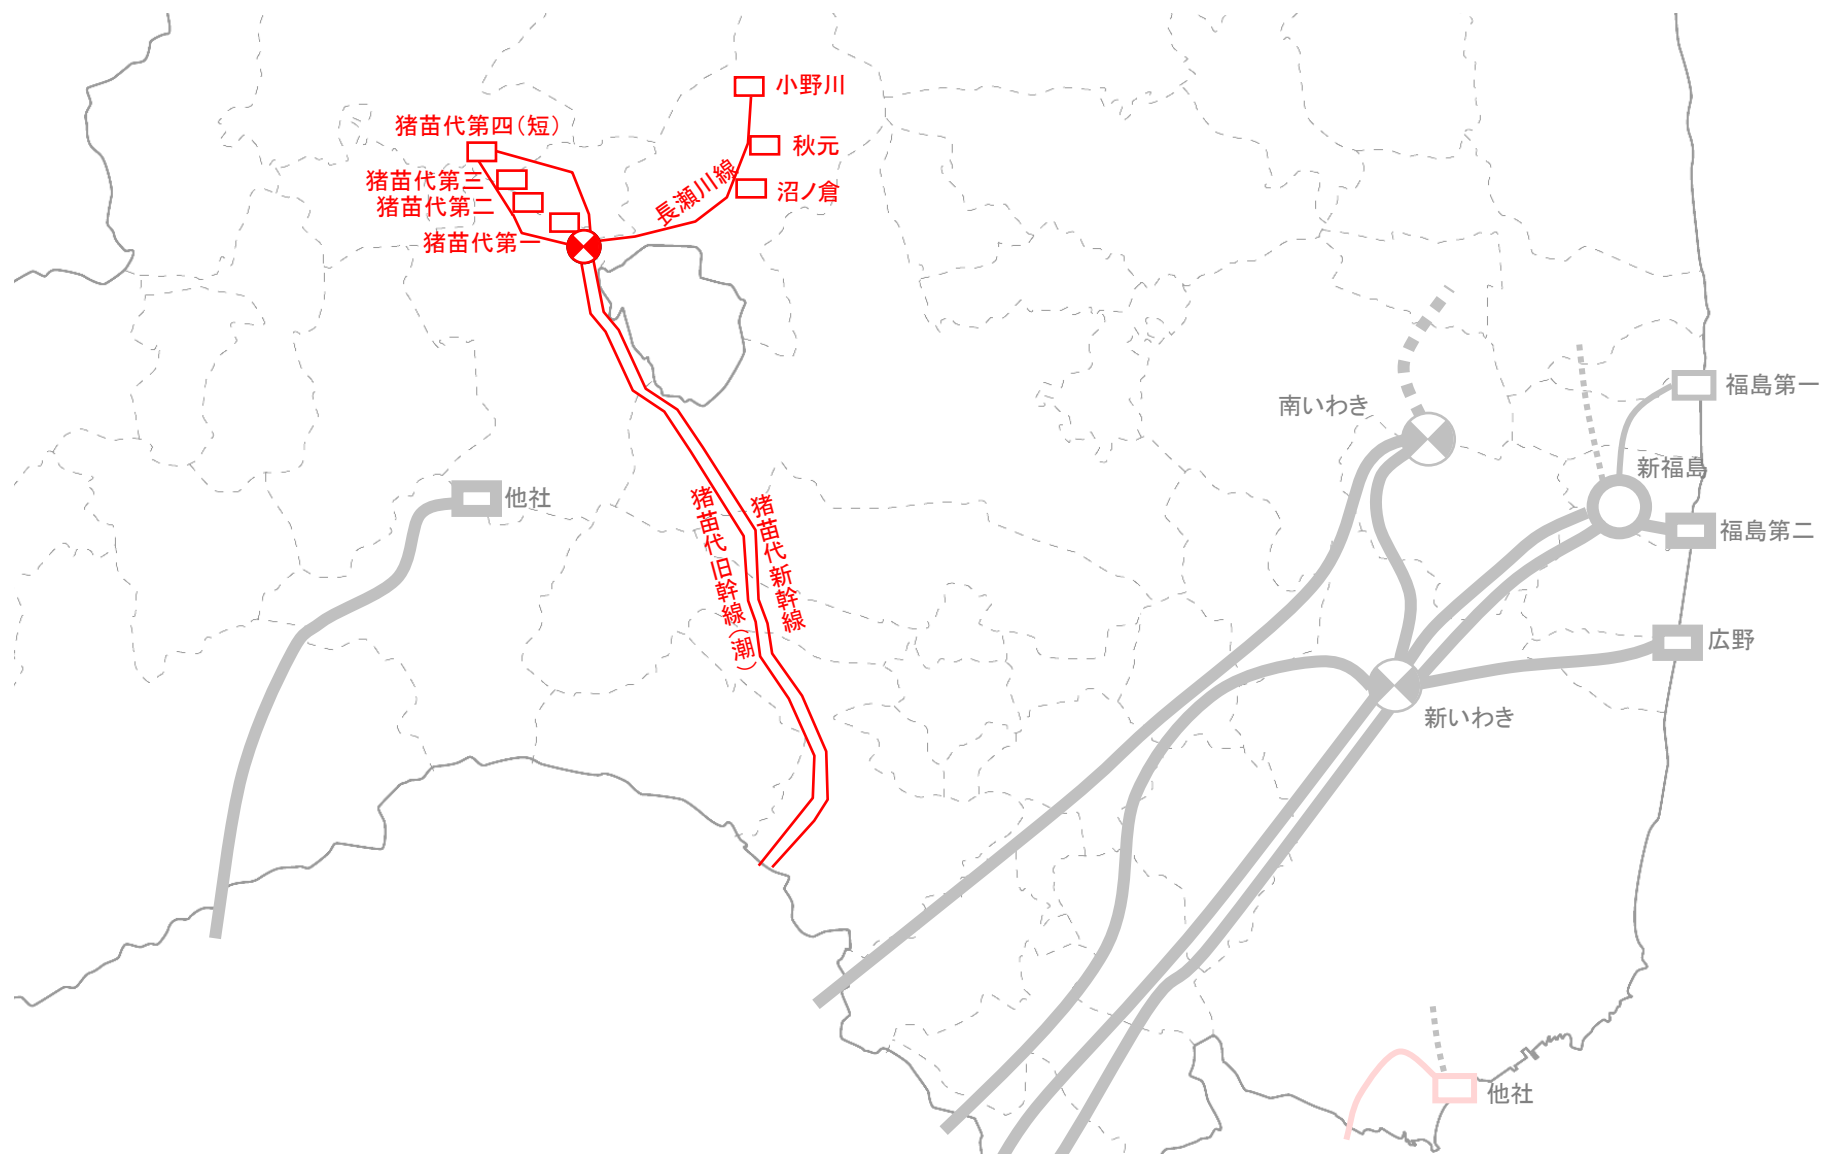 小野川
猪苗代第四(短)
秋元
猪苗代第三
沼ノ倉
猪苗代第二
長瀬川線
猪苗代第一
福島第一
南いわき
新福島
他社
猪苗代旧幹線(潮)
猪苗代新幹線
福島第二
広野
新いわき
他社